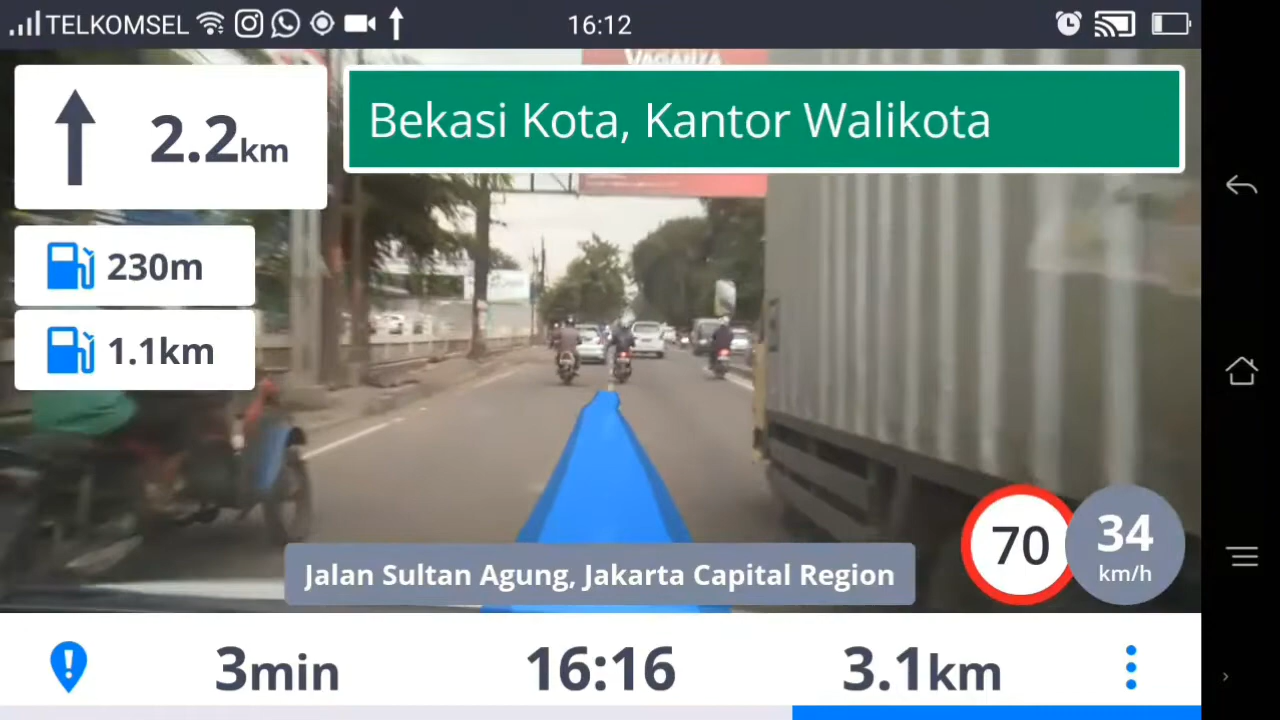 TELKOMSEL
16:12
VAGANZA
2.2km
Bekasi Kota, Kantor Walikota
230m
1.1km
70
34
km/h
Jalan Sultan Agung, Jakarta Capital Region
3min
16:16
3.1km